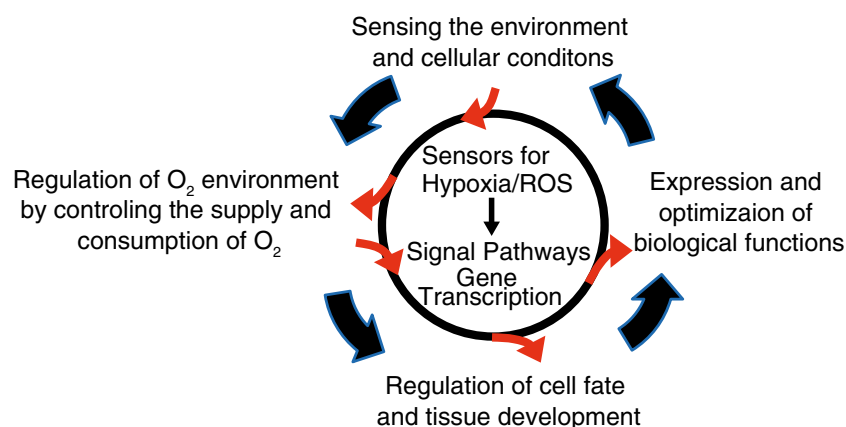 Sensing the environment
and cellular conditons
Sensors for
Hypoxia/ROS
Signal Pathways
Gene
Transcription
Regulation of O₂ environment
by controling the supply and
consumption of O₂
Expression and
optimizaion of
biological functions
Regulation of cell fate
and tissue development